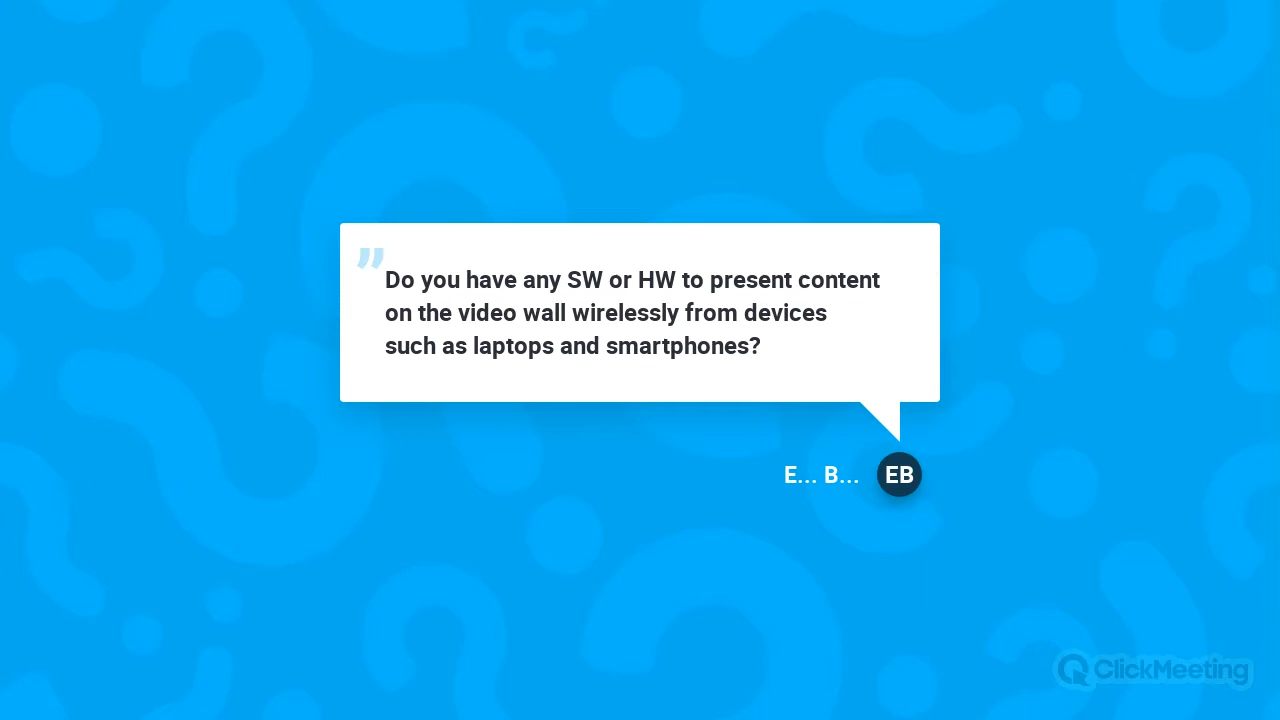 ”
Do you have any SW or HW to present content
on the video wall wirelessly from devices
such as laptops and smartphones?
E... B... EB
ClickMeeting